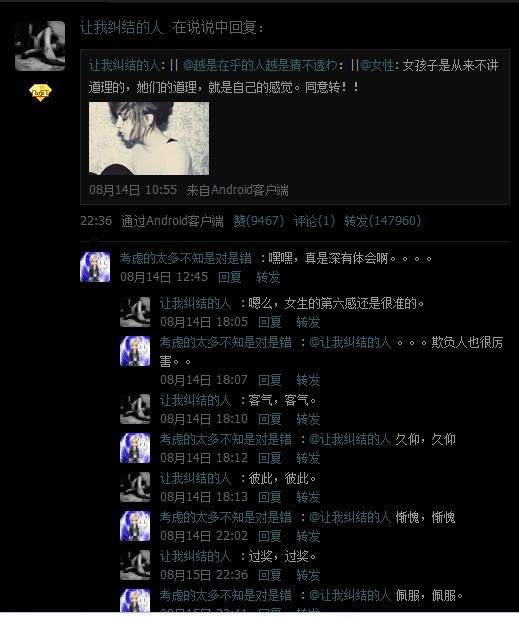 让我纠结的人 在说说中回复：
让我纠结的人: || @越是在乎的人越是猜不透わ: ||@女性: 女孩子是从来不讲
道理的，她们的道理，就是自己的感觉。同意转！！
08月14日 10:55 来自Android客户端
22:36 通过Android客户端 赞(9467) 评论(1) 转发(147960)
考虑的太多不知是对是错 ：嘿嘿，真是深有体会啊。。。。
08月14日 12:45 回复 转发
让我纠结的人 ：嗯么，女生的第六感还是很准的。
08月14日 18:05 回复 转发
考虑的太多不知是对是错 ：@让我纠结的人 。。。欺负人也很厉
害。。
08月14日 18:07 回复 转发
让我纠结的人 ：客气，客气。
08月14日 18:10 回复 转发
考虑的太多不知是对是错 ：@让我纠结的人 久仰，久仰
08月14日 18:12 回复 转发
让我纠结的人 ：彼此，彼此。
08月14日 18:13 回复 转发
考虑的太多不知是对是错 ：@让我纠结的人 惭愧，惭愧
08月14日 22:02 回复 转发
让我纠结的人 ：过奖，过奖。
08月15日 22:36 回复 转发
考虑的太多不知是对是错 ：@让我纠结的人 佩服，佩服。
08月15日 22:41 回复 转发